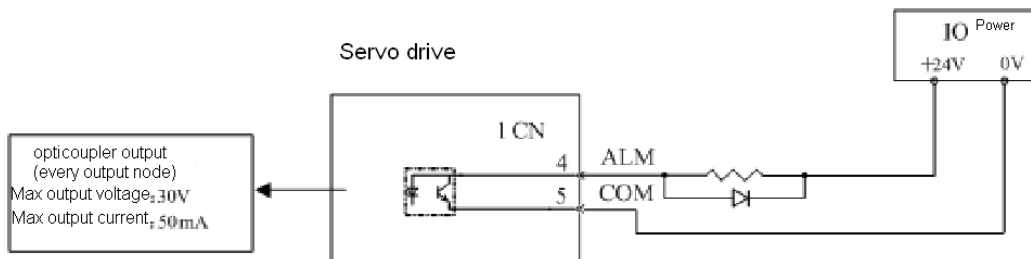 IO Power
+24V 0V
Servo drive
1 CN
4 ALM
5 COM
opticoupler output
(every output node)
Max output voltage:30V
Max output current:50mA